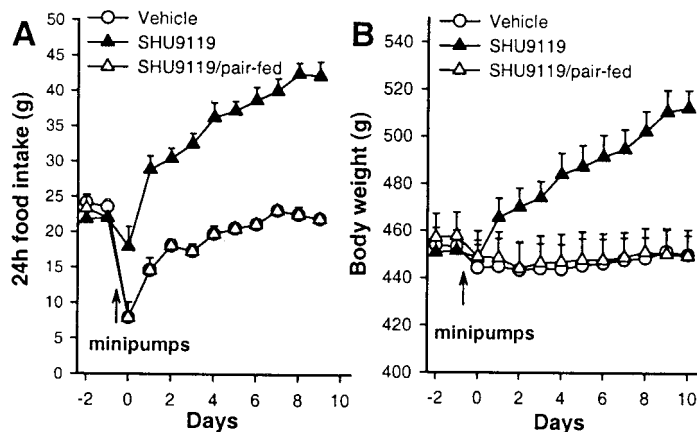 A
Vehicle
SHU9119
SHU9119/pair-fed
24h food intake (g)
50
45
40
35
30
25
20
15
10
5
0
minipumps
-2 0 2 4 6 8 10
Days
B
Vehicle
SHU9119
SHU9119/pair-fed
Body weight (g)
540
520
500
480
460
440
420
400
minipumps
-2 0 2 4 6 8 10
Days